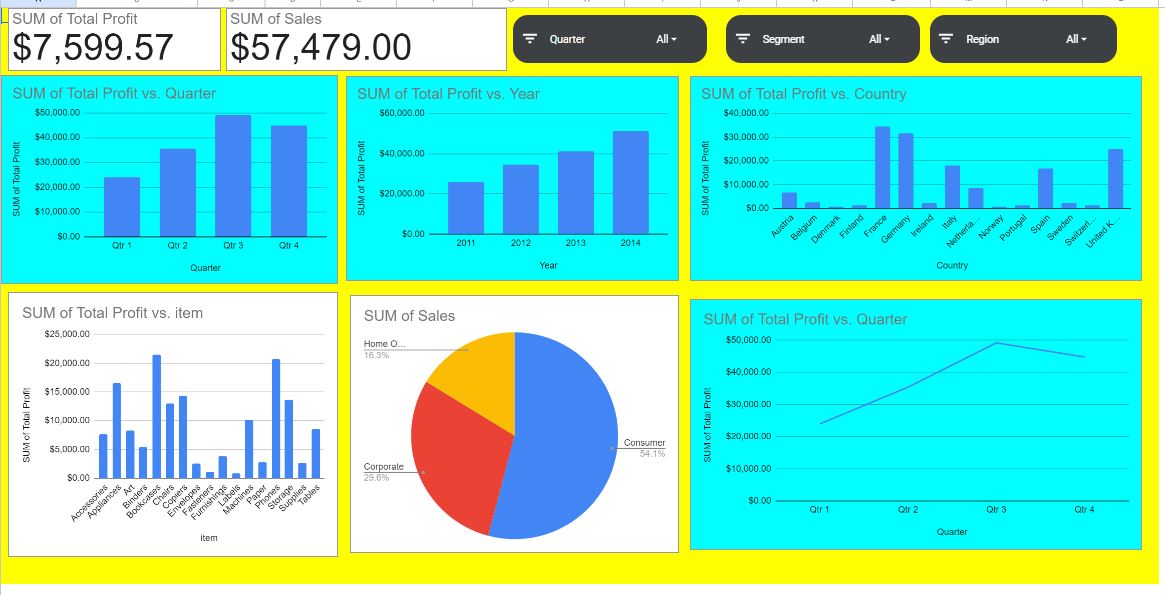 SUM of Total Profit
$7,599.57
SUM of Sales
$57,479.00
Quarter All
Segment All
Region All
SUM of Total Profit vs. Quarter
SUM of Total Profit
$50,000.00
$40,000.00
$30,000.00
$20,000.00
$10,000.00
$0.00
Qtr 1 Qtr 2 Qtr 3 Qtr 4
Quarter
SUM of Total Profit vs. Year
SUM of Total Profit
$60,000.00
$40,000.00
$20,000.00
$0.00
2011 2012 2013 2014
Year
SUM of Total Profit vs. Country
SUM of Total Profit
$40,000.00
$30,000.00
$20,000.00
$10,000.00
$0.00
Austria Belgium Denmark Finland France Germany Ireland Italy Netherla… Norway Portugal Spain Sweden Switzerl… United K…
Country
SUM of Total Profit vs. item
SUM of Total Profit
$25,000.00
$20,000.00
$15,000.00
$10,000.00
$5,000.00
$0.00
Accessories Appliances Art Binders Bookcases Chairs Copiers Envelopes Fasteners Furnishings Labels Machines Paper Phones Storage Supplies Tables
item
SUM of Sales
Home O…
16.3%
Consumer
54.1%
Corporate
29.6%
SUM of Total Profit vs. Quarter
SUM of Total Profit
$50,000.00
$40,000.00
$30,000.00
$20,000.00
$10,000.00
$0.00
Qtr 1 Qtr 2 Qtr 3 Qtr 4
Quarter